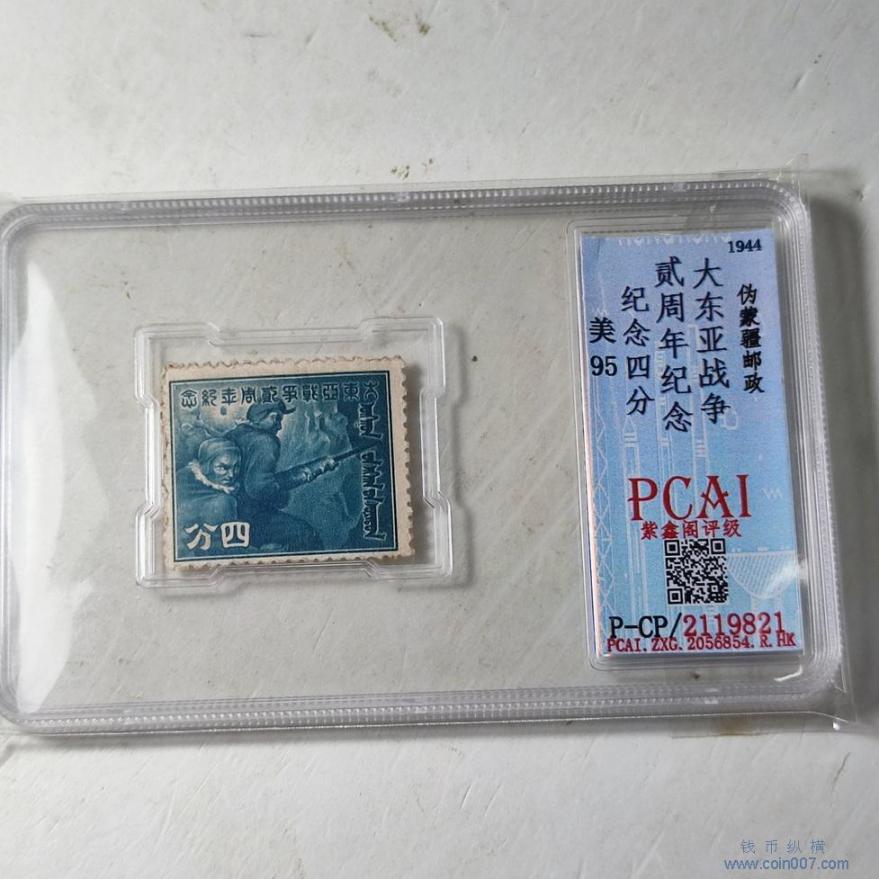 大東亞戰爭貳周年紀念
四分
1944
伪蒙疆邮政
大东亚战争
贰周年纪念
纪念四分
美
95
PCAI
紫鑫阁评级
P-CP/2119821
PCAI.ZXG.2056854.R.HK
钱币纵横
www.coin007.com